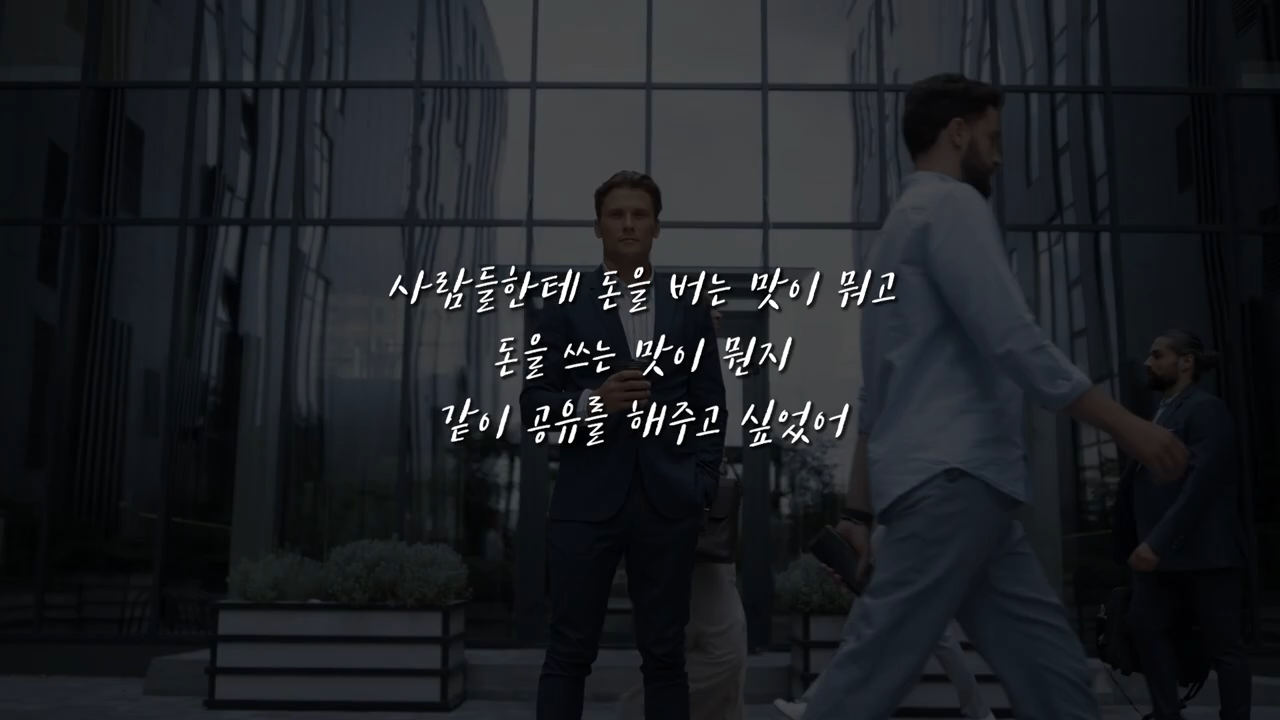 사람들한테 돈을 버는 맛이 뭐고
돈을 쓰는 맛이 뭔지
같이 공유를 해주고 싶었어